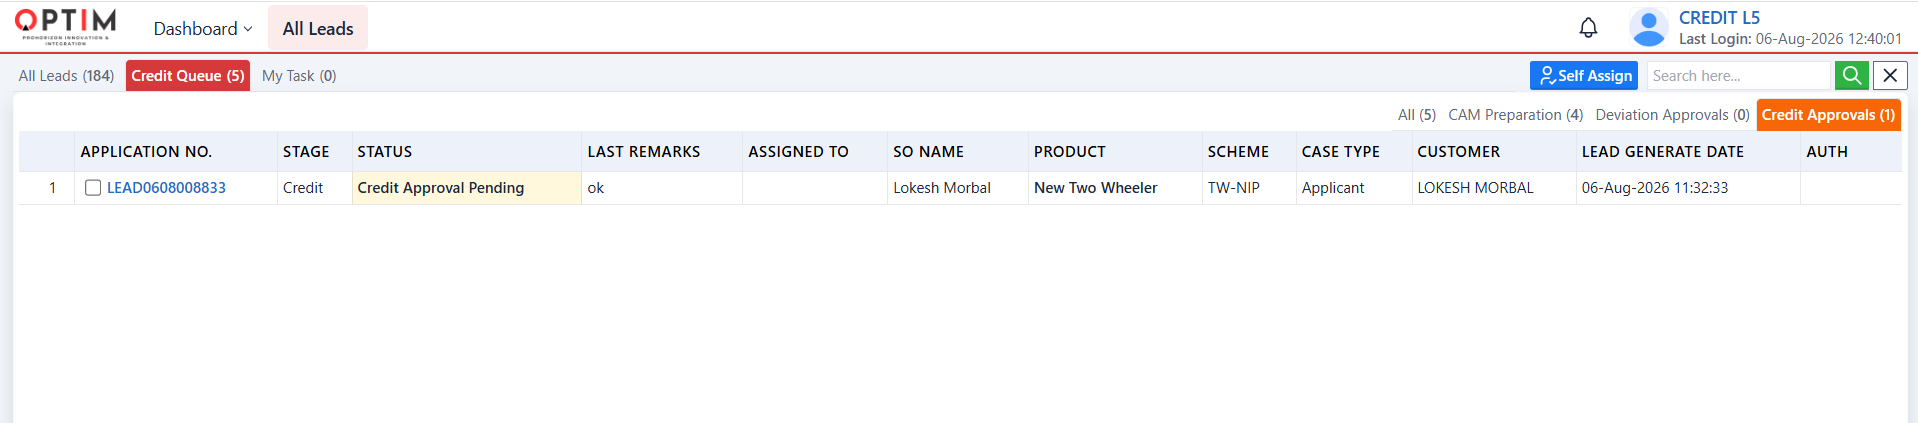 OPTIM
PROHORIZON INNOVATION &
INTEGRATION
Dashboard
All Leads
CREDIT L5
Last Login: 06-Aug-2026 12:40:01
All Leads (184) Credit Queue (5) My Task (0)
Self Assign Search here...
All (5) CAM Preparation (4) Deviation Approvals (0) Credit Approvals (1)
APPLICATION NO. STAGE STATUS LAST REMARKS ASSIGNED TO SO NAME PRODUCT SCHEME CASE TYPE CUSTOMER LEAD GENERATE DATE AUTH
1 LEAD0608008833 Credit Credit Approval Pending ok Lokesh Morbal New Two Wheeler TW-NIP Applicant LOKESH MORBAL 06-Aug-2026 11:32:33